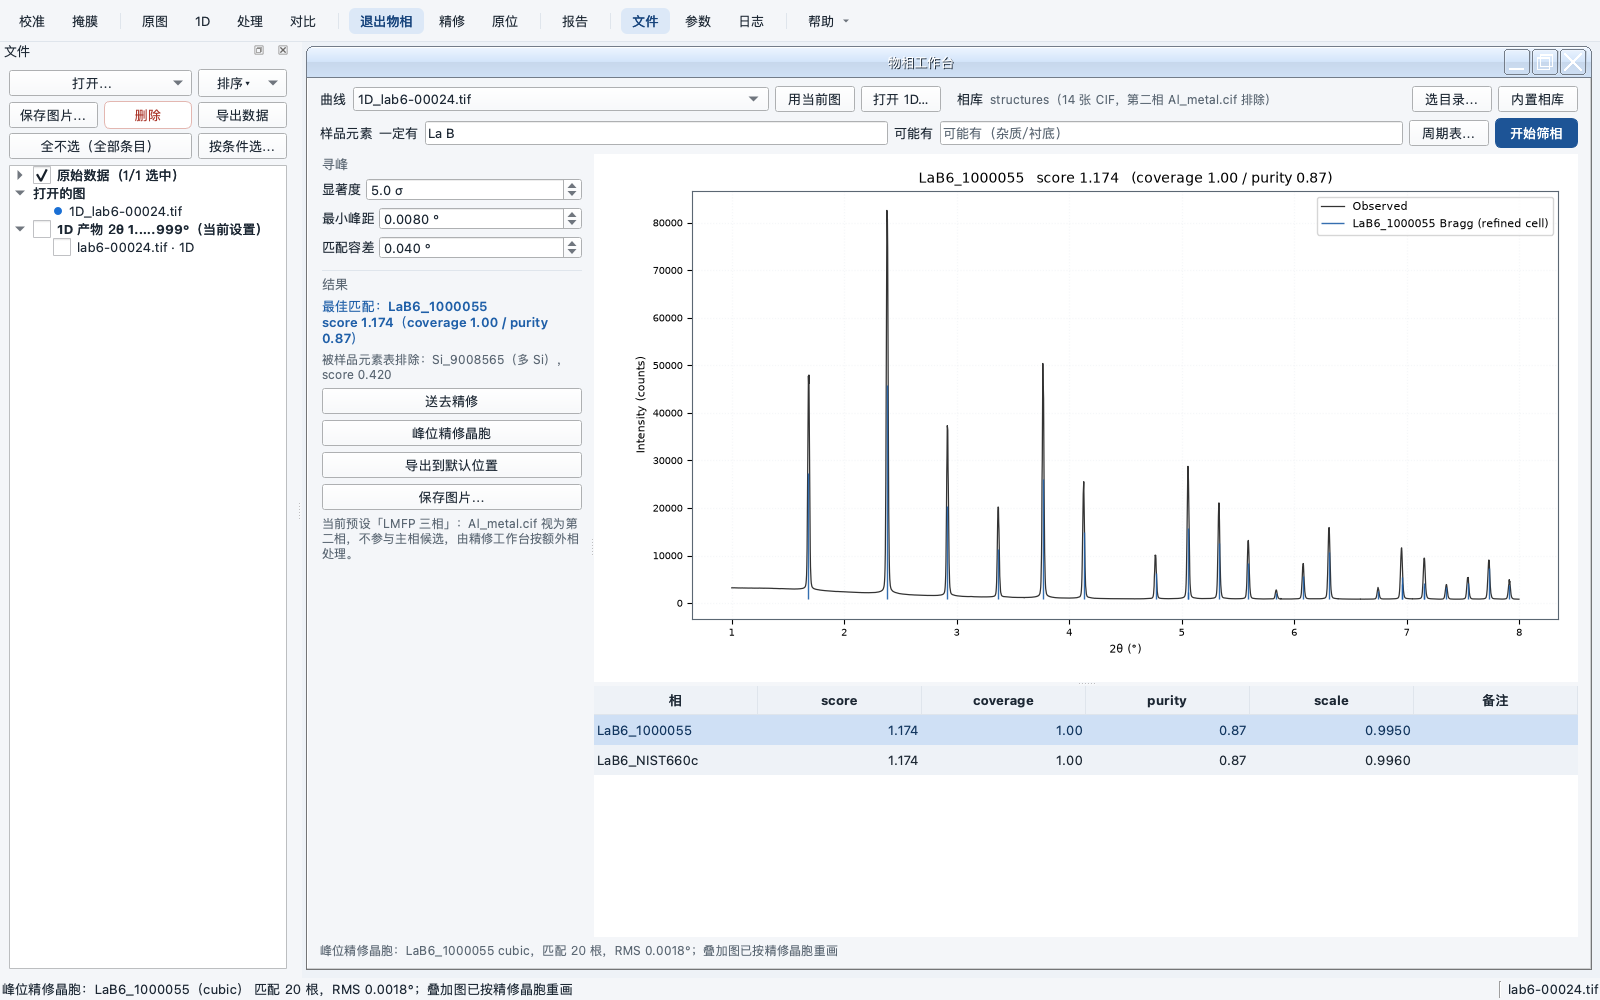 校准 掩膜 原图 1D 处理 对比 退出物相 精修 原位 报告 文件 参数 日志 帮助
文件
打开... 排序
保存图片... 删除 导出数据
全不选（全部条目） 按条件选...
原始数据（1/1 选中）
打开的图
1D_lab6-00024.tif
1D 产物 2θ 1.....999°（当前设置）
lab6-00024.tif · 1D
物相工作台
曲线 1D_lab6-00024.tif 用当前图 打开 1D... 相库 structures（14 张 CIF，第二相 Al_metal.cif 排除） 选目录... 内置相库
样品元素 一定有 La B 可能有 可能有（杂质/衬底） 周期表... 开始筛相
寻峰
显著度 5.0 σ
最小峰距 0.0080 °
匹配容差 0.040 °
结果
最佳匹配：LaB6_1000055
score 1.174（coverage 1.00 / purity
0.87）
被样品元素表排除：Si_9008565（多 Si），
score 0.420
送去精修
峰位精修晶胞
导出到默认位置
保存图片...
当前预设「LMFP 三相」：Al_metal.cif 视为第
二相，不参与主相候选，由精修工作台按额外相
处理。
LaB6_1000055 score 1.174 (coverage 1.00 / purity 0.87)
Observed
LaB6_1000055 Bragg (refined cell)
Intensity (counts)
80000
70000
60000
50000
40000
30000
20000
10000
0
1 2 3 4 5 6 7 8
2θ (°)
相 score coverage purity scale 备注
LaB6_1000055 1.174 1.00 0.87 0.9950
LaB6_NIST660c 1.174 1.00 0.87 0.9960
峰位精修晶胞：LaB6_1000055 cubic，匹配 20 根，RMS 0.0018°；叠加图已按精修晶胞重画
峰位精修晶胞：LaB6_1000055（cubic） 匹配 20 根，RMS 0.0018°；叠加图已按精修晶胞重画 lab6-00024.tif